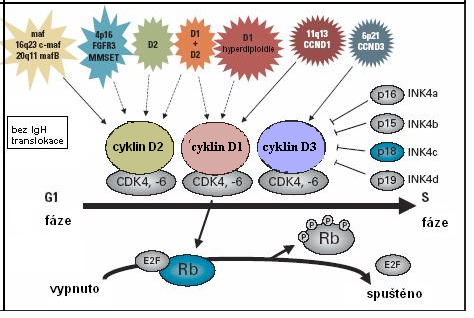 maf
16q23 c-maf
20q11 mafB
4p16
FGFR3
MMSET
D2
D1
+
D2
D1
hyperdiploidie
11q13
CCND1
6p21
CCND3
bez IgH
translokace
cyklin D2
cyklin D1
cyklin D3
CDK4, -6
CDK4, -6
CDK4, -6
p16 INK4a
p15 INK4b
p18 INK4c
p19 INK4d
G1
fáze
S
fáze
P
P
P
P
Rb
E2F
Rb
E2F
vypnuto
spuštěno